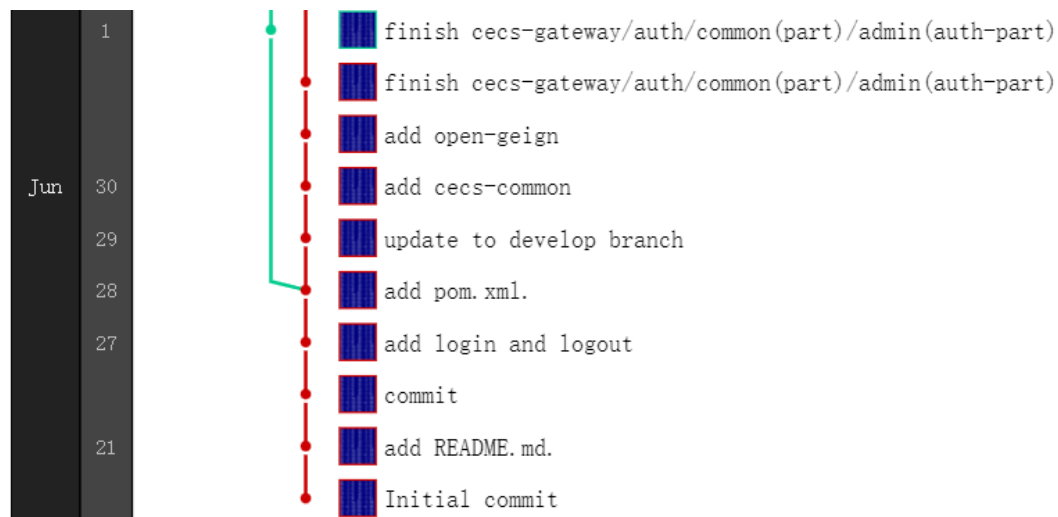 1 finish cecs-gateway/auth/common(part)/admin(auth-part)
finish cecs-gateway/auth/common(part)/admin(auth-part)
add open-geign
Jun 30 add cecs-common
29 update to develop branch
28 add pom.xml.
27 add login and logout
commit
21 add README.md.
Initial commit